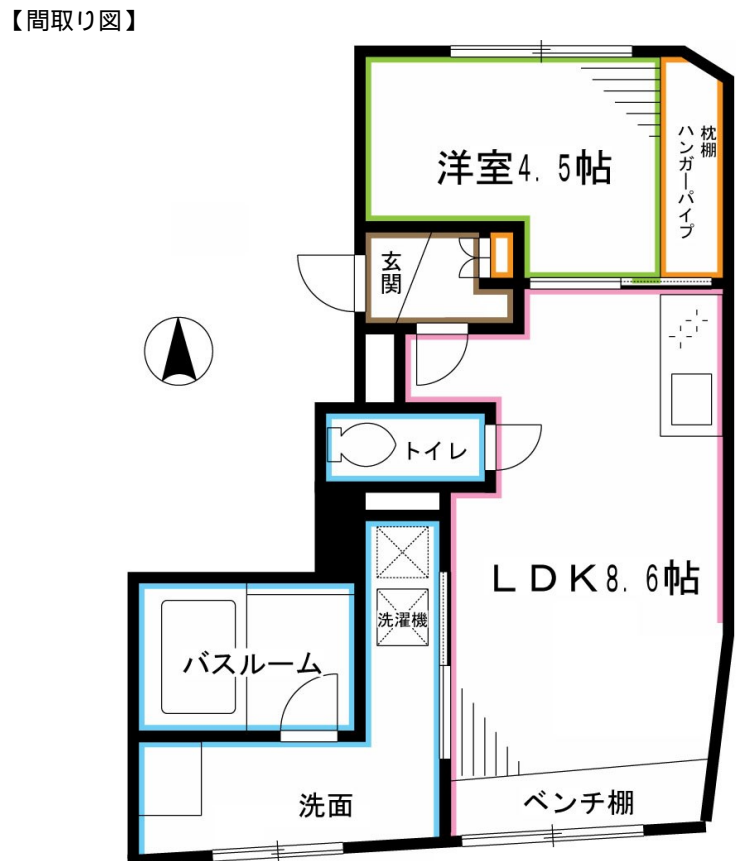 【間取り図】
洋室4.5帖
枕棚
ハンガーパイプ
玄関
トイレ
LDK8.6帖
洗濯機
バスルーム
洗面
ベンチ棚